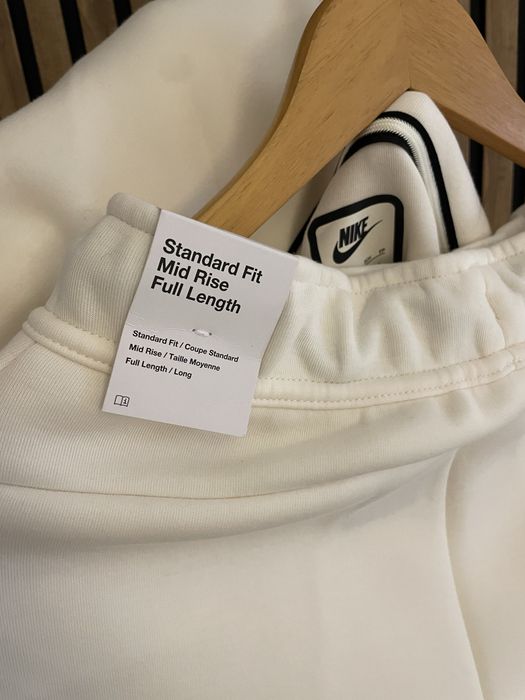 NIKE
Standard Fit
Mid Rise
Full Length
Standard Fit / Coupe Standard
Mid Rise / Taille Moyenne
Full Length / Long